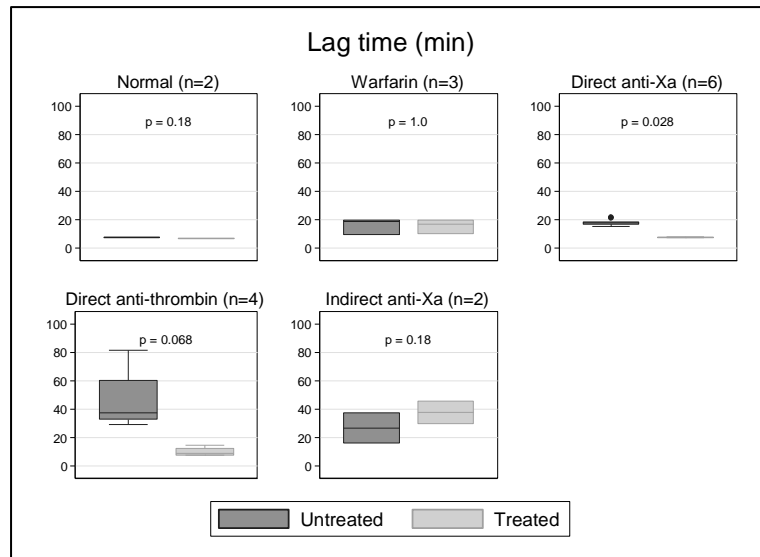 Lag time (min)
Normal (n=2)
Warfarin (n=3)
Direct anti-Xa (n=6)
100
80
60
40
20
0
p = 0.18
100
80
60
40
20
0
p = 1.0
100
80
60
40
20
0
p = 0.028
Direct anti-thrombin (n=4)
Indirect anti-Xa (n=2)
100
80
60
40
20
0
p = 0.068
100
80
60
40
20
0
p = 0.18
Untreated
Treated